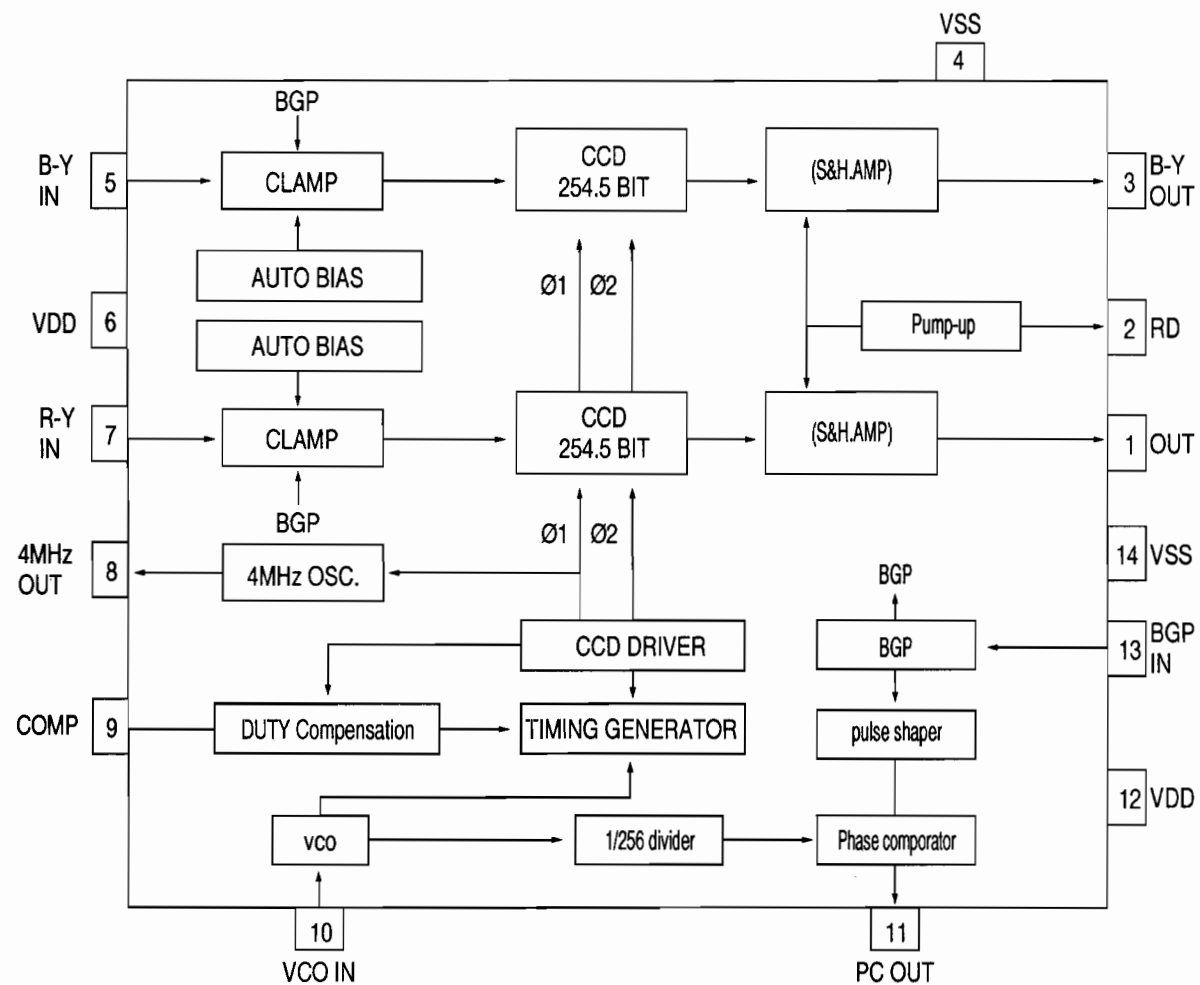 VSS
4
BGP
B-Y
IN
5
CLAMP
CCD
254.5 BIT
(S&H.AMP)
3
B-Y
OUT
AUTO BIAS
Ø1
Ø2
VDD
6
AUTO BIAS
Pump-up
2
RD
R-Y
IN
7
CLAMP
CCD
254.5 BIT
(S&H.AMP)
1
OUT
BGP
Ø1
Ø2
4MHz
OUT
8
4MHz OSC.
14
VSS
BGP
CCD DRIVER
BGP
13
BGP
IN
COMP
9
DUTY Compensation
TIMING GENERATOR
pulse shaper
12
VDD
vco
1/256 divider
Phase comporator
10
VCO IN
11
PC OUT